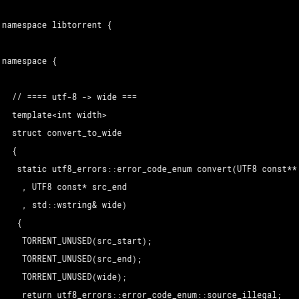 namespace libtorrent {
namespace {
// ==== utf-8 -> wide ===
template<int width>
struct convert_to_wide
{
static utf8_errors::error_code_enum convert(UTF8 const**
, UTF8 const* src_end
, std::wstring& wide)
{
TORRENT_UNUSED(src_start);
TORRENT_UNUSED(src_end);
TORRENT_UNUSED(wide);
return utf8_errors::error_code_enum::source_illegal;